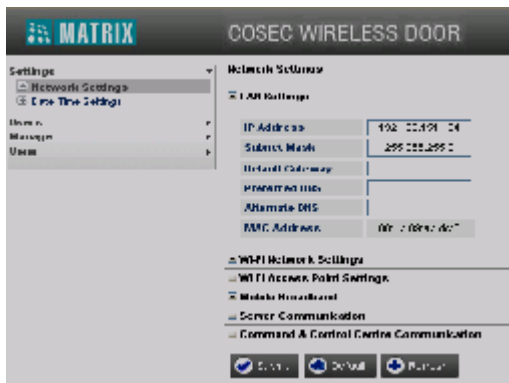 MATRIX
COSEC WIRELESS DOOR
Settings
Network Settings
Date Time Settings
Manage
Users
Network Settings
LAN Settings
IP Address
Subnet Mask
Default Gateway
Preferred DNS
Alternate DNS
MAC Address
Wi-Fi Network Settings
Wi-Fi Access Point Settings
Mobile Broadband
Server Communication
Command & Control Centre Communication
Default